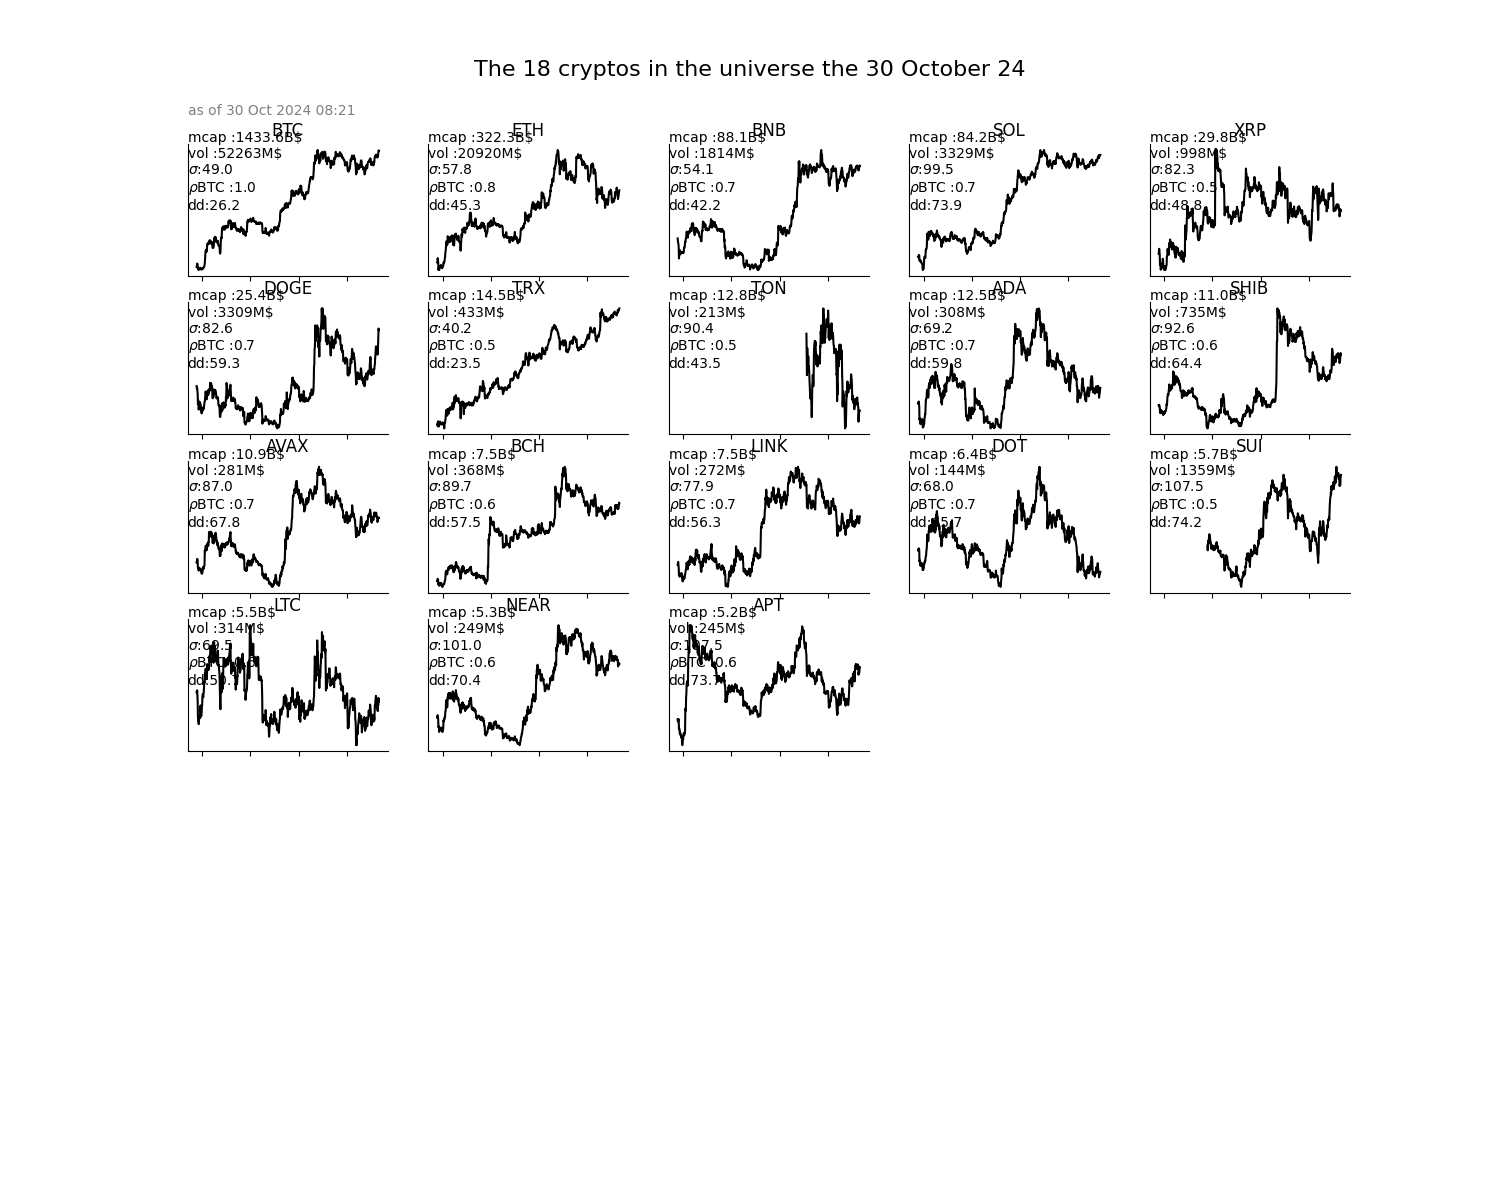 The 18 cryptos in the universe the 30 October 24
as of 30 Oct 2024 08:21
BTC
mcap :1433.6B$
vol :52263M$
σ:49.0
ρBTC :1.0
dd:26.2
ETH
mcap :322.3B$
vol :20920M$
σ:57.8
ρBTC :0.8
dd:45.3
BNB
mcap :88.1B$
vol :1814M$
σ:54.1
ρBTC :0.7
dd:42.2
SOL
mcap :84.2B$
vol :3329M$
σ:99.5
ρBTC :0.7
dd:73.9
XRP
mcap :29.8B$
vol :998M$
σ:82.3
ρBTC :0.5
dd:48.8
DOGE
mcap :25.4B$
vol :3309M$
σ:82.6
ρBTC :0.7
dd:59.3
TRX
mcap :14.5B$
vol :433M$
σ:40.2
ρBTC :0.5
dd:23.5
TON
mcap :12.8B$
vol :213M$
σ:90.4
ρBTC :0.5
dd:43.5
ADA
mcap :12.5B$
vol :308M$
σ:69.2
ρBTC :0.7
dd:59.8
SHIB
mcap :11.0B$
vol :735M$
σ:92.6
ρBTC :0.6
dd:64.4
AVAX
mcap :10.9B$
vol :281M$
σ:87.0
ρBTC :0.7
dd:67.8
BCH
mcap :7.5B$
vol :368M$
σ:89.7
ρBTC :0.6
dd:57.5
LINK
mcap :7.5B$
vol :272M$
σ:77.9
ρBTC :0.7
dd:56.3
DOT
mcap :6.4B$
vol :144M$
σ:68.0
ρBTC :0.7
SUI
mcap :5.7B$
vol :1359M$
σ:107.5
ρBTC :0.5
dd:74.2
LTC
mcap :5.5B$
vol :314M$
σ:69.5
ρBTC
NEAR
mcap :5.3B$
vol :249M$
σ:101.0
ρBTC :0.6
dd:70.4
APT
mcap :5.2B$
vol :245M$
ρBTC :0.6